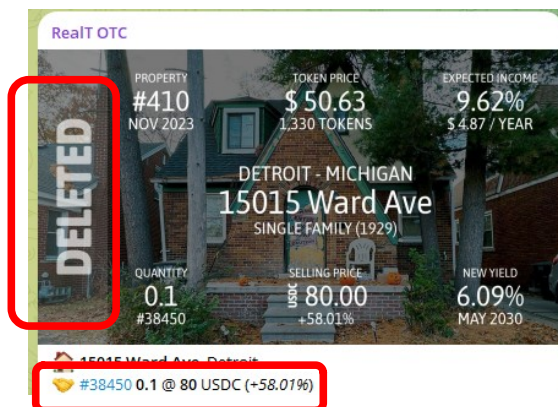 RealT OTC
DELETED
PROPERTY
#410
NOV 2023
TOKEN PRICE
$ 50.63
1,330 TOKENS
EXPECTED INCOME
9.62%
$ 4.87 / YEAR
DETROIT - MICHIGAN
15015 Ward Ave
SINGLE FAMILY (1929)
QUANTITY
0.1
#38450
SELLING PRICE
USDC $ 80.00
+58.01%
NEW YIELD
6.09%
MAY 2030
15015 Ward Ave, Detroit
#38450 0.1 @ 80 USDC (+58.01%)